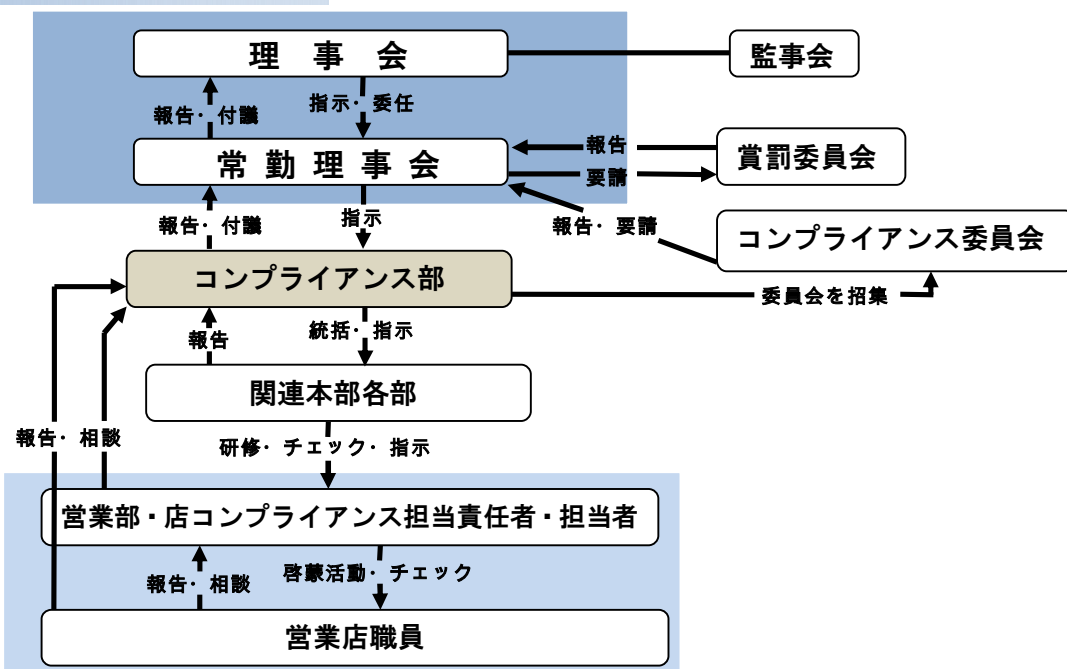 理事会
監事会
報告・付議
指示・委任
報告
常勤理事会
賞罰委員会
要請
報告・付議
指示
報告・要請
コンプライアンス委員会
コンプライアンス部
委員会を招集
報告
統括・指示
関連本部各部
報告・相談
研修・チェック・指示
営業部・店コンプライアンス担当責任者・担当者
報告・相談
啓蒙活動・チェック
営業店職員